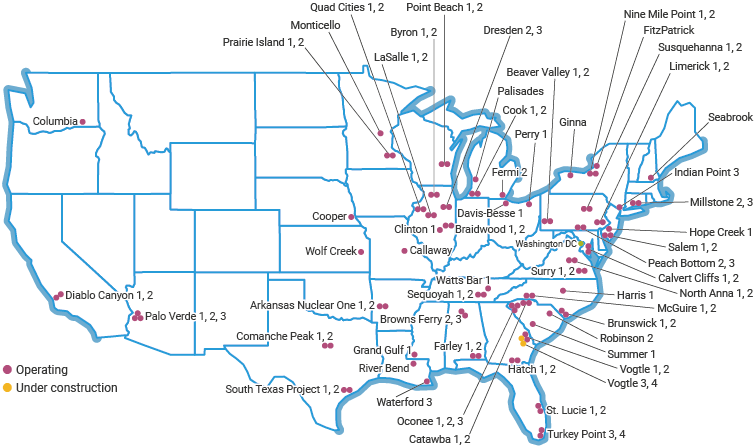 Quad Cities 1, 2
Point Beach 1, 2
Monticello
Byron 1, 2
Dresden 2, 3
Nine Mile Point 1, 2
FitzPatrick
Prairie Island 1, 2
LaSalle 1, 2
Susquehanna 1, 2
Beaver Valley 1, 2
Limerick 1, 2
Palisades
Cook 1, 2
Columbia
Perry 1
Ginna
Seabrook
Fermi 2
Indian Point 3
Millstone 2, 3
Cooper
Davis-Besse 1
Clinton 1
Braidwood 1, 2
Hope Creek 1
Washington DC
Wolf Creek
Callaway
Salem 1, 2
Peach Bottom 2, 3
Surry 1, 2
Calvert Cliffs 1, 2
Watts Bar 1
Diablo Canyon 1, 2
Sequoyah 1, 2
Harris 1
North Anna 1, 2
Arkansas Nuclear One 1, 2
McGuire 1, 2
Palo Verde 1, 2, 3
Browns Ferry 2, 3
Brunswick 1, 2
Comanche Peak 1, 2
Robinson 2
Grand Gulf 1
Farley 1, 2
Summer 1
River Bend
Hatch 1, 2
Vogtle 1, 2
Operating
Vogtle 3, 4
Under construction
South Texas Project 1, 2
Waterford 3
St. Lucie 1, 2
Oconee 1, 2, 3
Turkey Point 3, 4
Catawba 1, 2